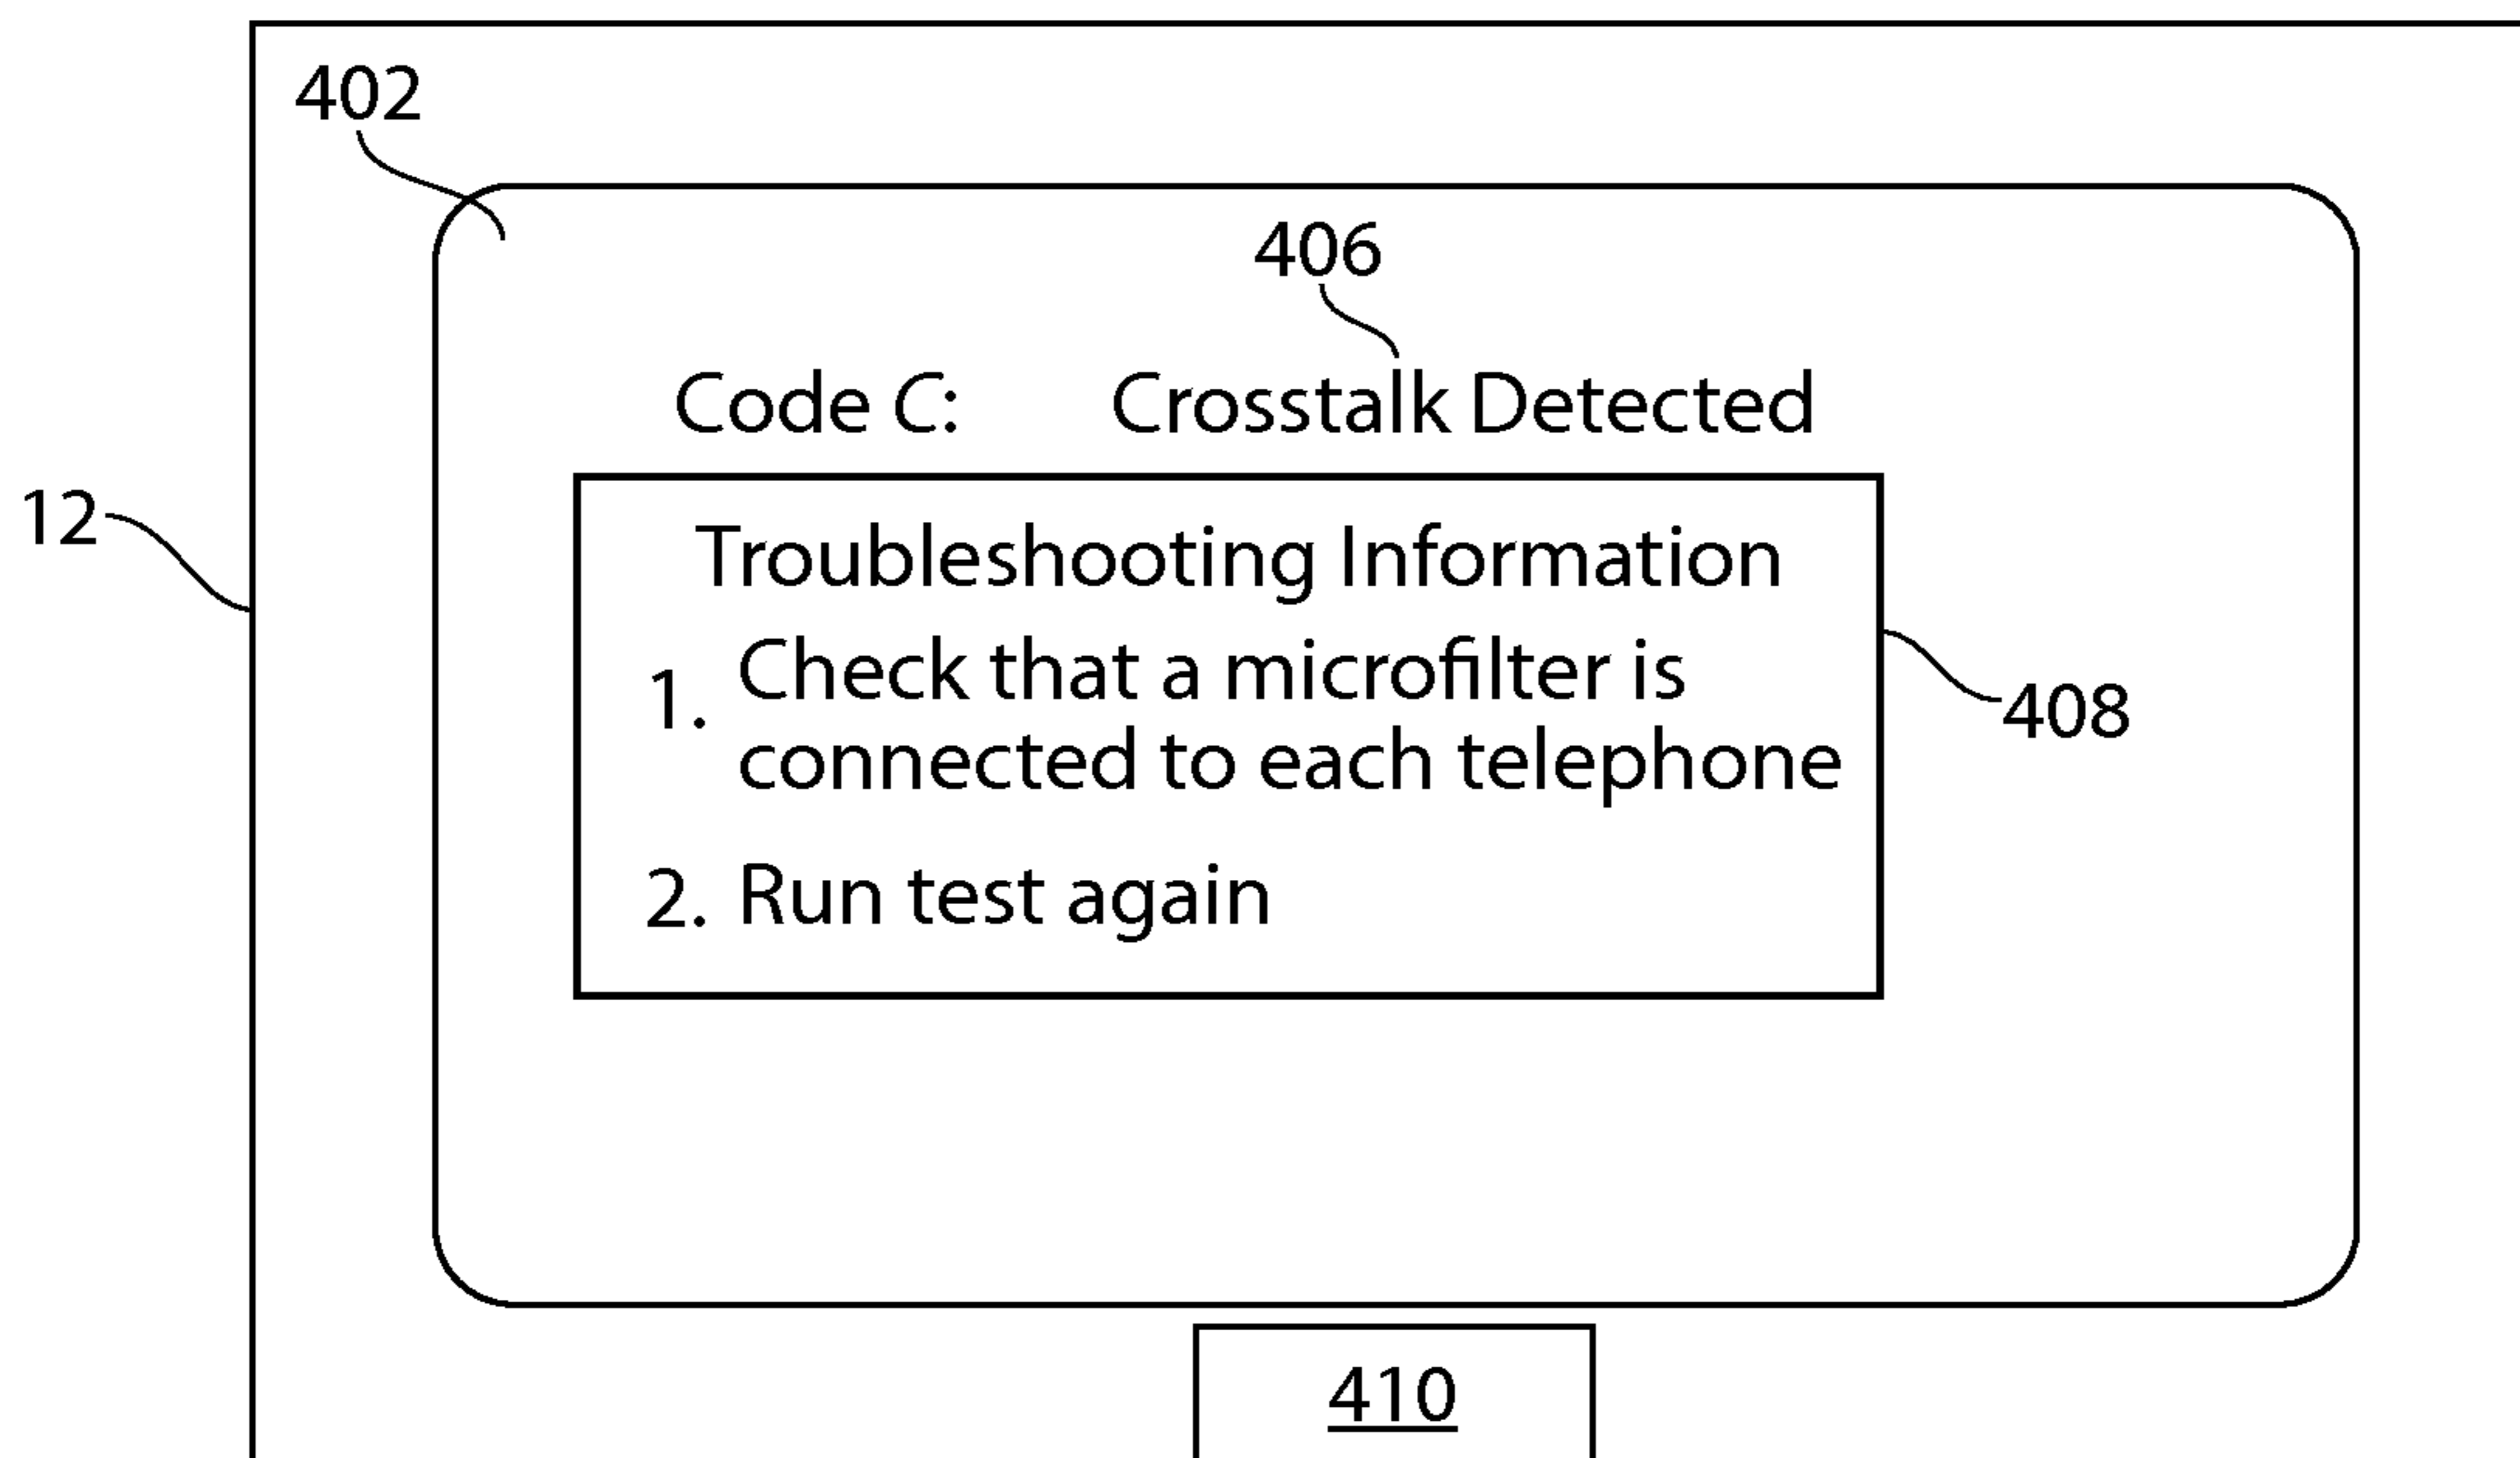 402
406
Code C: Crosstalk Detected
12
Troubleshooting Information
1. Check that a microfilter is
connected to each telephone
408
2. Run test again
410